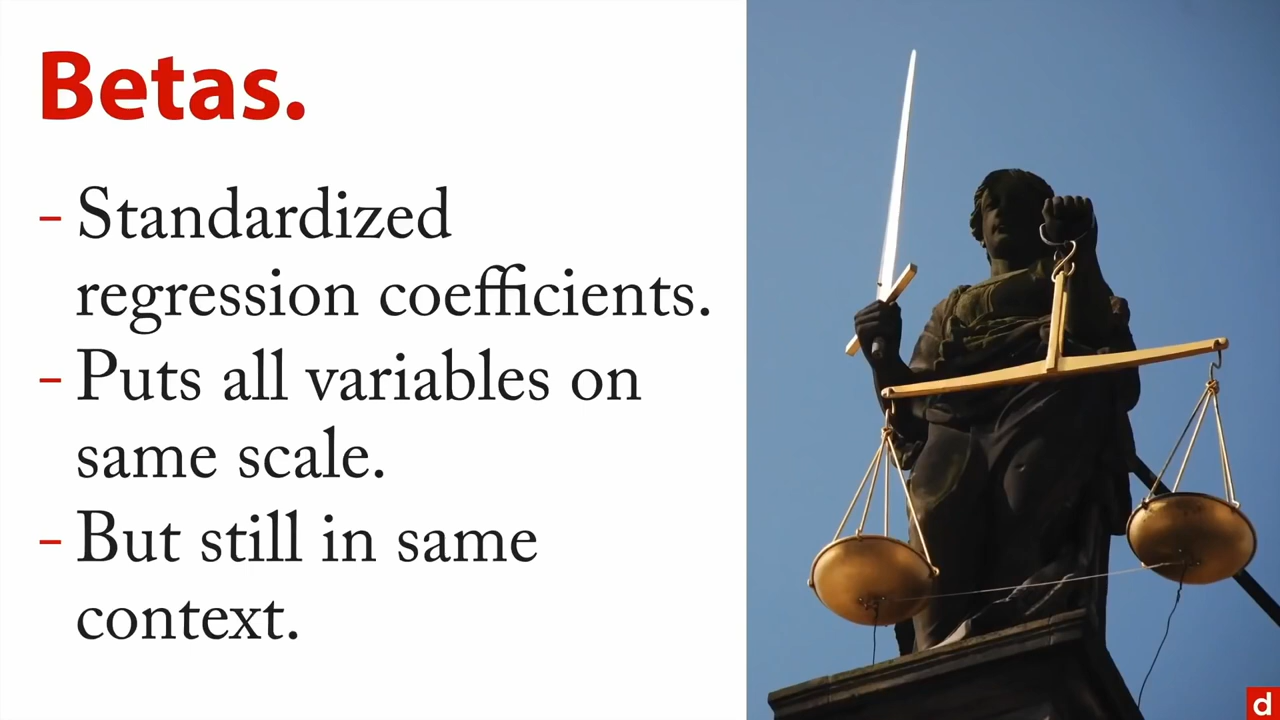 Betas.
- Standardized
regression coefficients.
- Puts all variables on
same scale.
- But still in same
context.
d